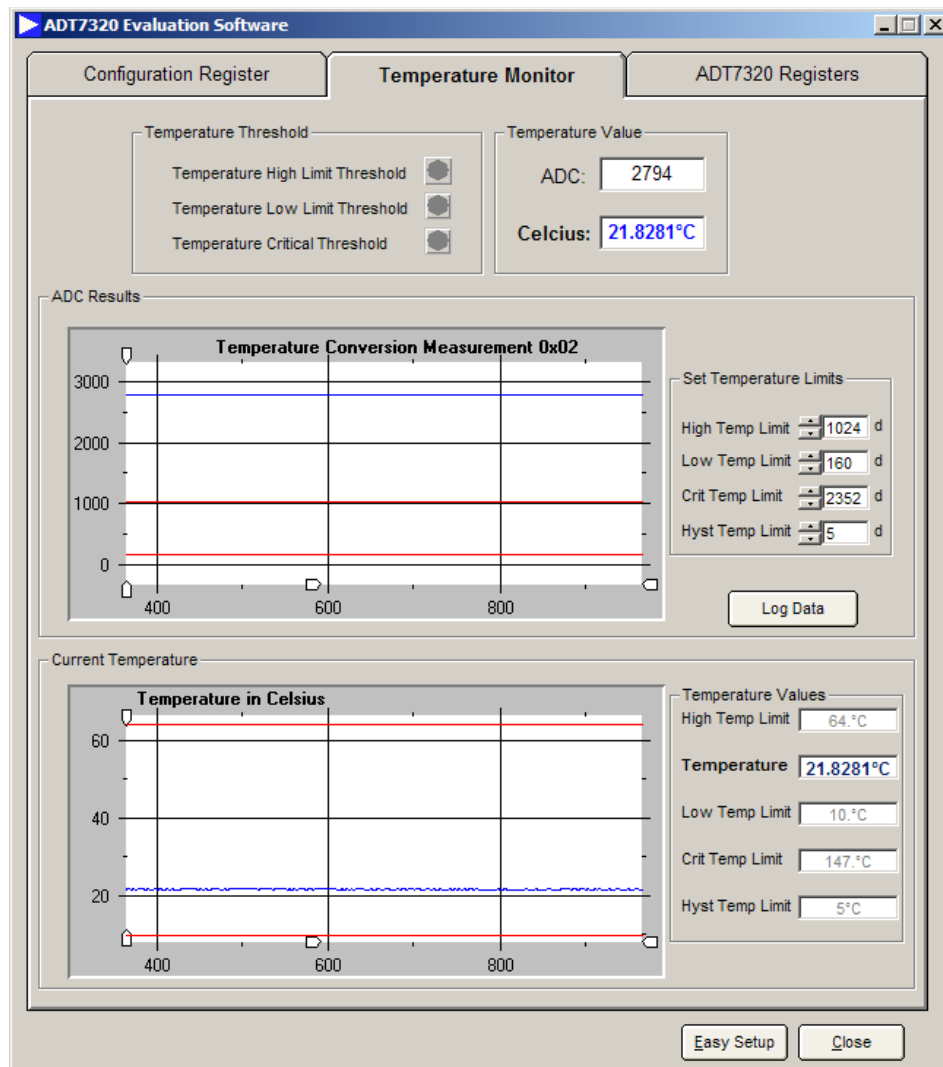 ADT7320 Evaluation Software
Configuration Register
Temperature Monitor
ADT7320 Registers
Temperature Threshold
Temperature High Limit Threshold
Temperature Low Limit Threshold
Temperature Critical Threshold
Temperature Value
ADC: 2794
Celcius: 21.8281°C
ADC Results
Temperature Conversion Measurement 0x02
3000
2000
1000
0
400 600 800
Set Temperature Limits
High Temp Limit 1024 d
Low Temp Limit 160 d
Crit Temp Limit 2352 d
Hyst Temp Limit 5 d
Log Data
Current Temperature
Temperature in Celsius
60
40
20
400 600 800
Temperature Values
High Temp Limit 64.°C
Temperature 21.8281°C
Low Temp Limit 10.°C
Crit Temp Limit 147.°C
Hyst Temp Limit 5°C
Easy Setup
Close